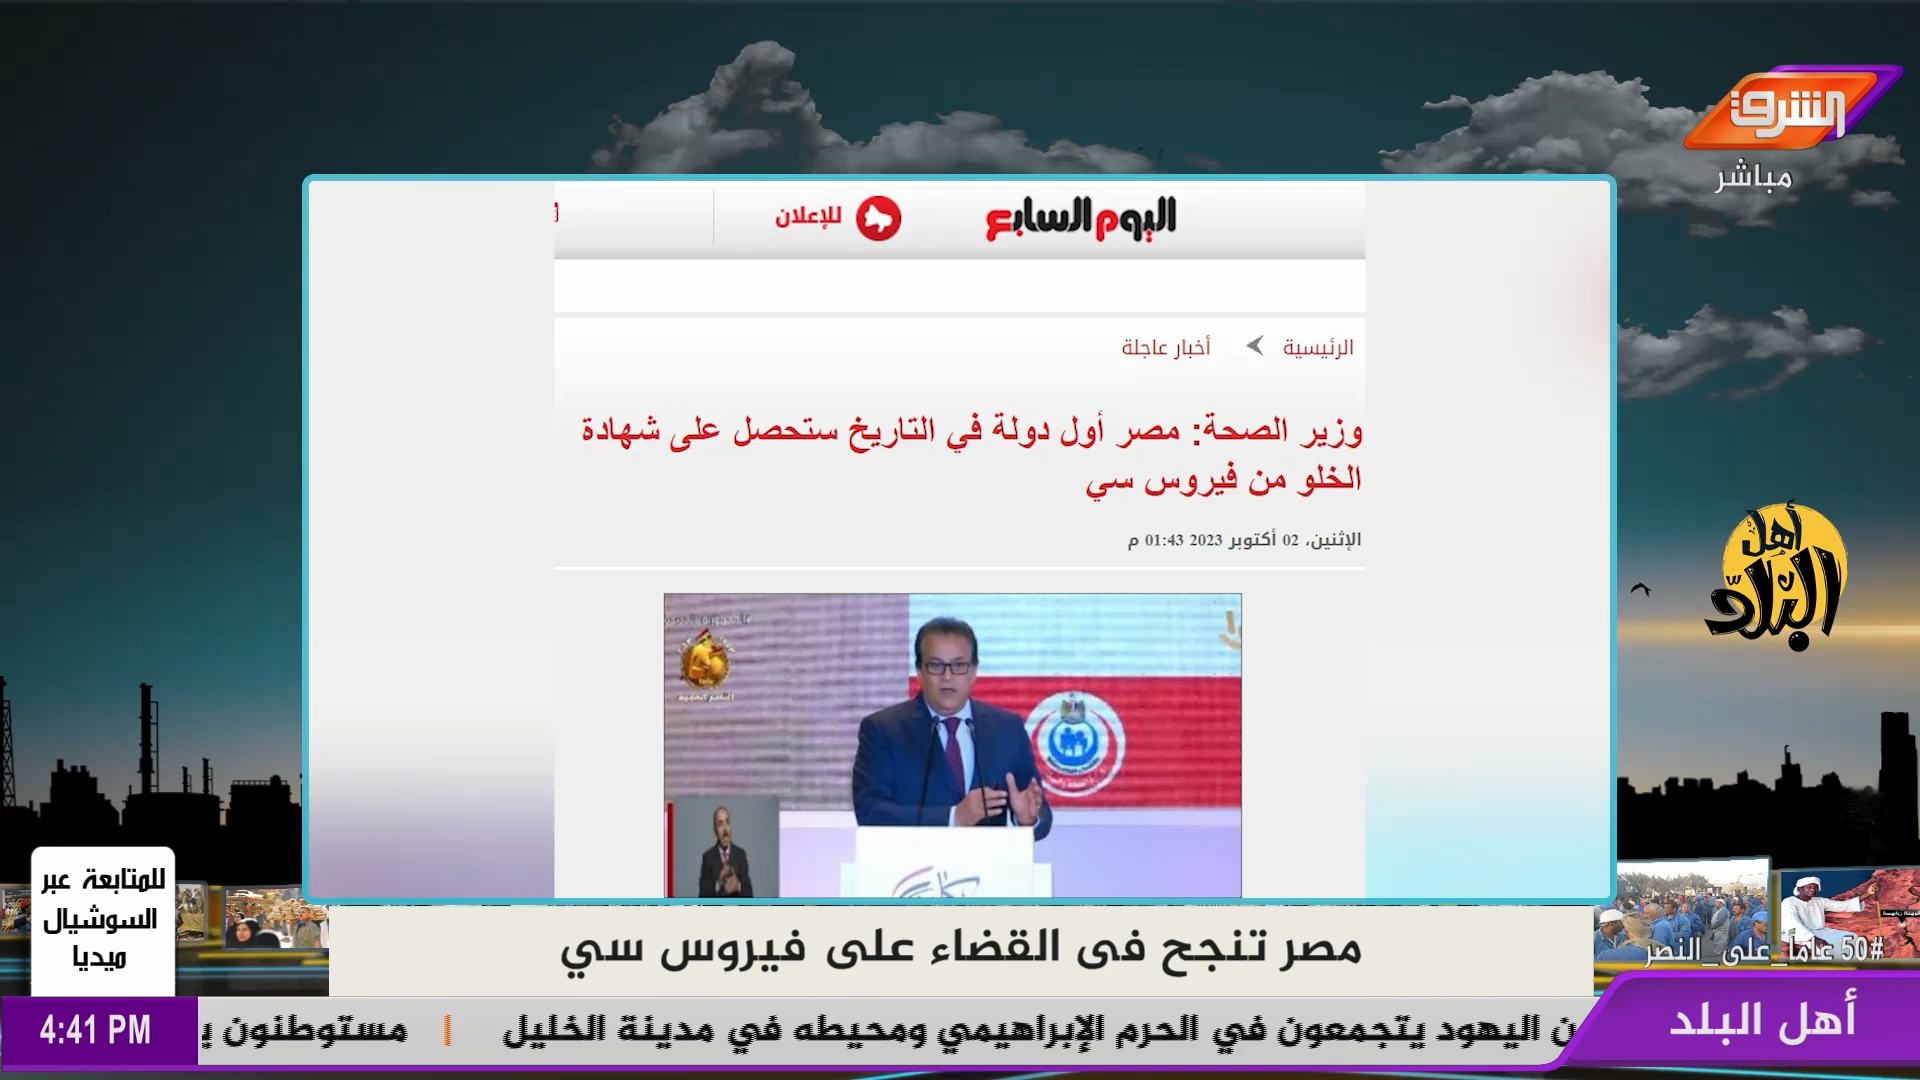 الشرق
مباشر
اليوم السابع
للإعلان
الرئيسية
أخبار عاجلة
وزير الصحة: مصر أول دولة في التاريخ ستحصل على شهادة
الخلو من فيروس سي
الإثنين، 02 أكتوبر 2023 01:43 م
أهل
البلد
للمتابعة عبر
السوشيال
ميديا
مصر تنجح فى القضاء على فيروس سي
#50 عاما_على_النصر
أهل البلد
ن اليهود يتجمعون في الحرم الإبراهيمي ومحيطه في مدينة الخليل | مستوطنون ي
4:41 PM